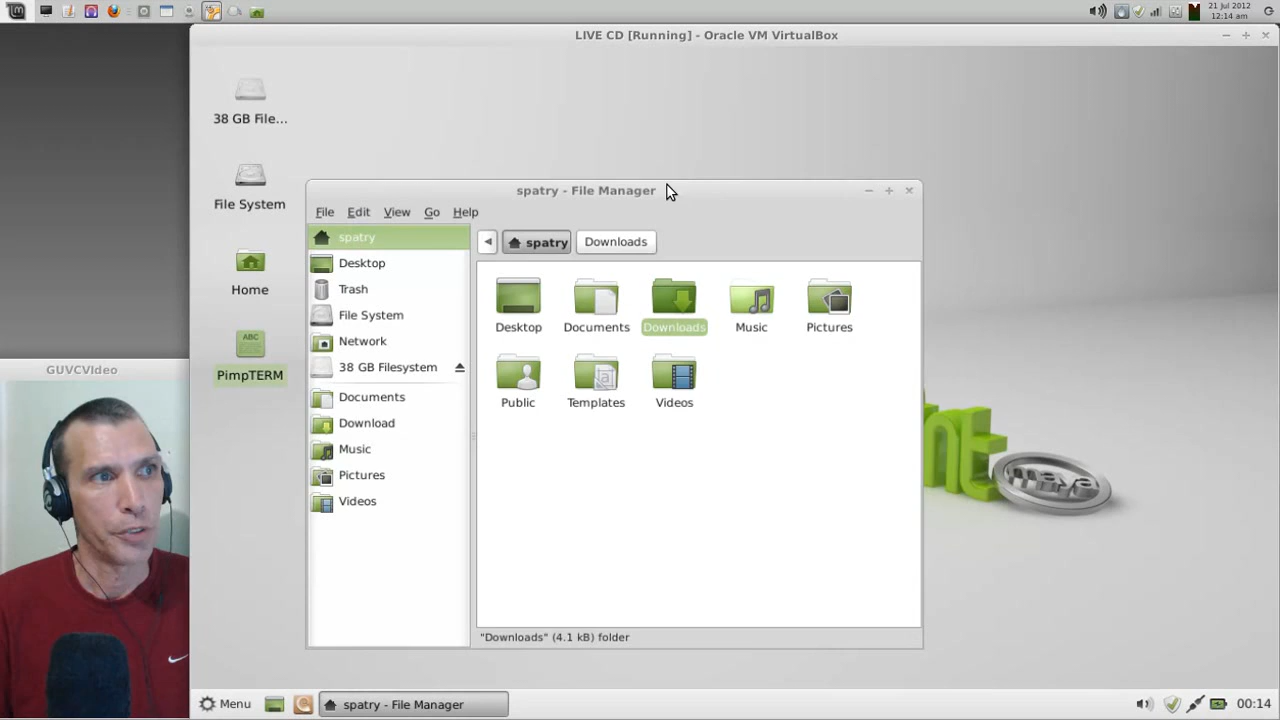 21 Jul 2012
12:14 am
LIVE CD [Running] - Oracle VM VirtualBox
38 GB File...
File System
Home
ABC
PimpTERM
GUVCVIdeo
spatry - File Manager
File Edit View Go Help
spatry
Desktop
Trash
File System
Network
38 GB Filesystem
Documents
Download
Music
Pictures
Videos
spatry Downloads
Desktop Documents Downloads Music Pictures
Public Templates Videos
"Downloads" (4.1 kB) folder
nt
maya
Menu
spatry - File Manager
00:14